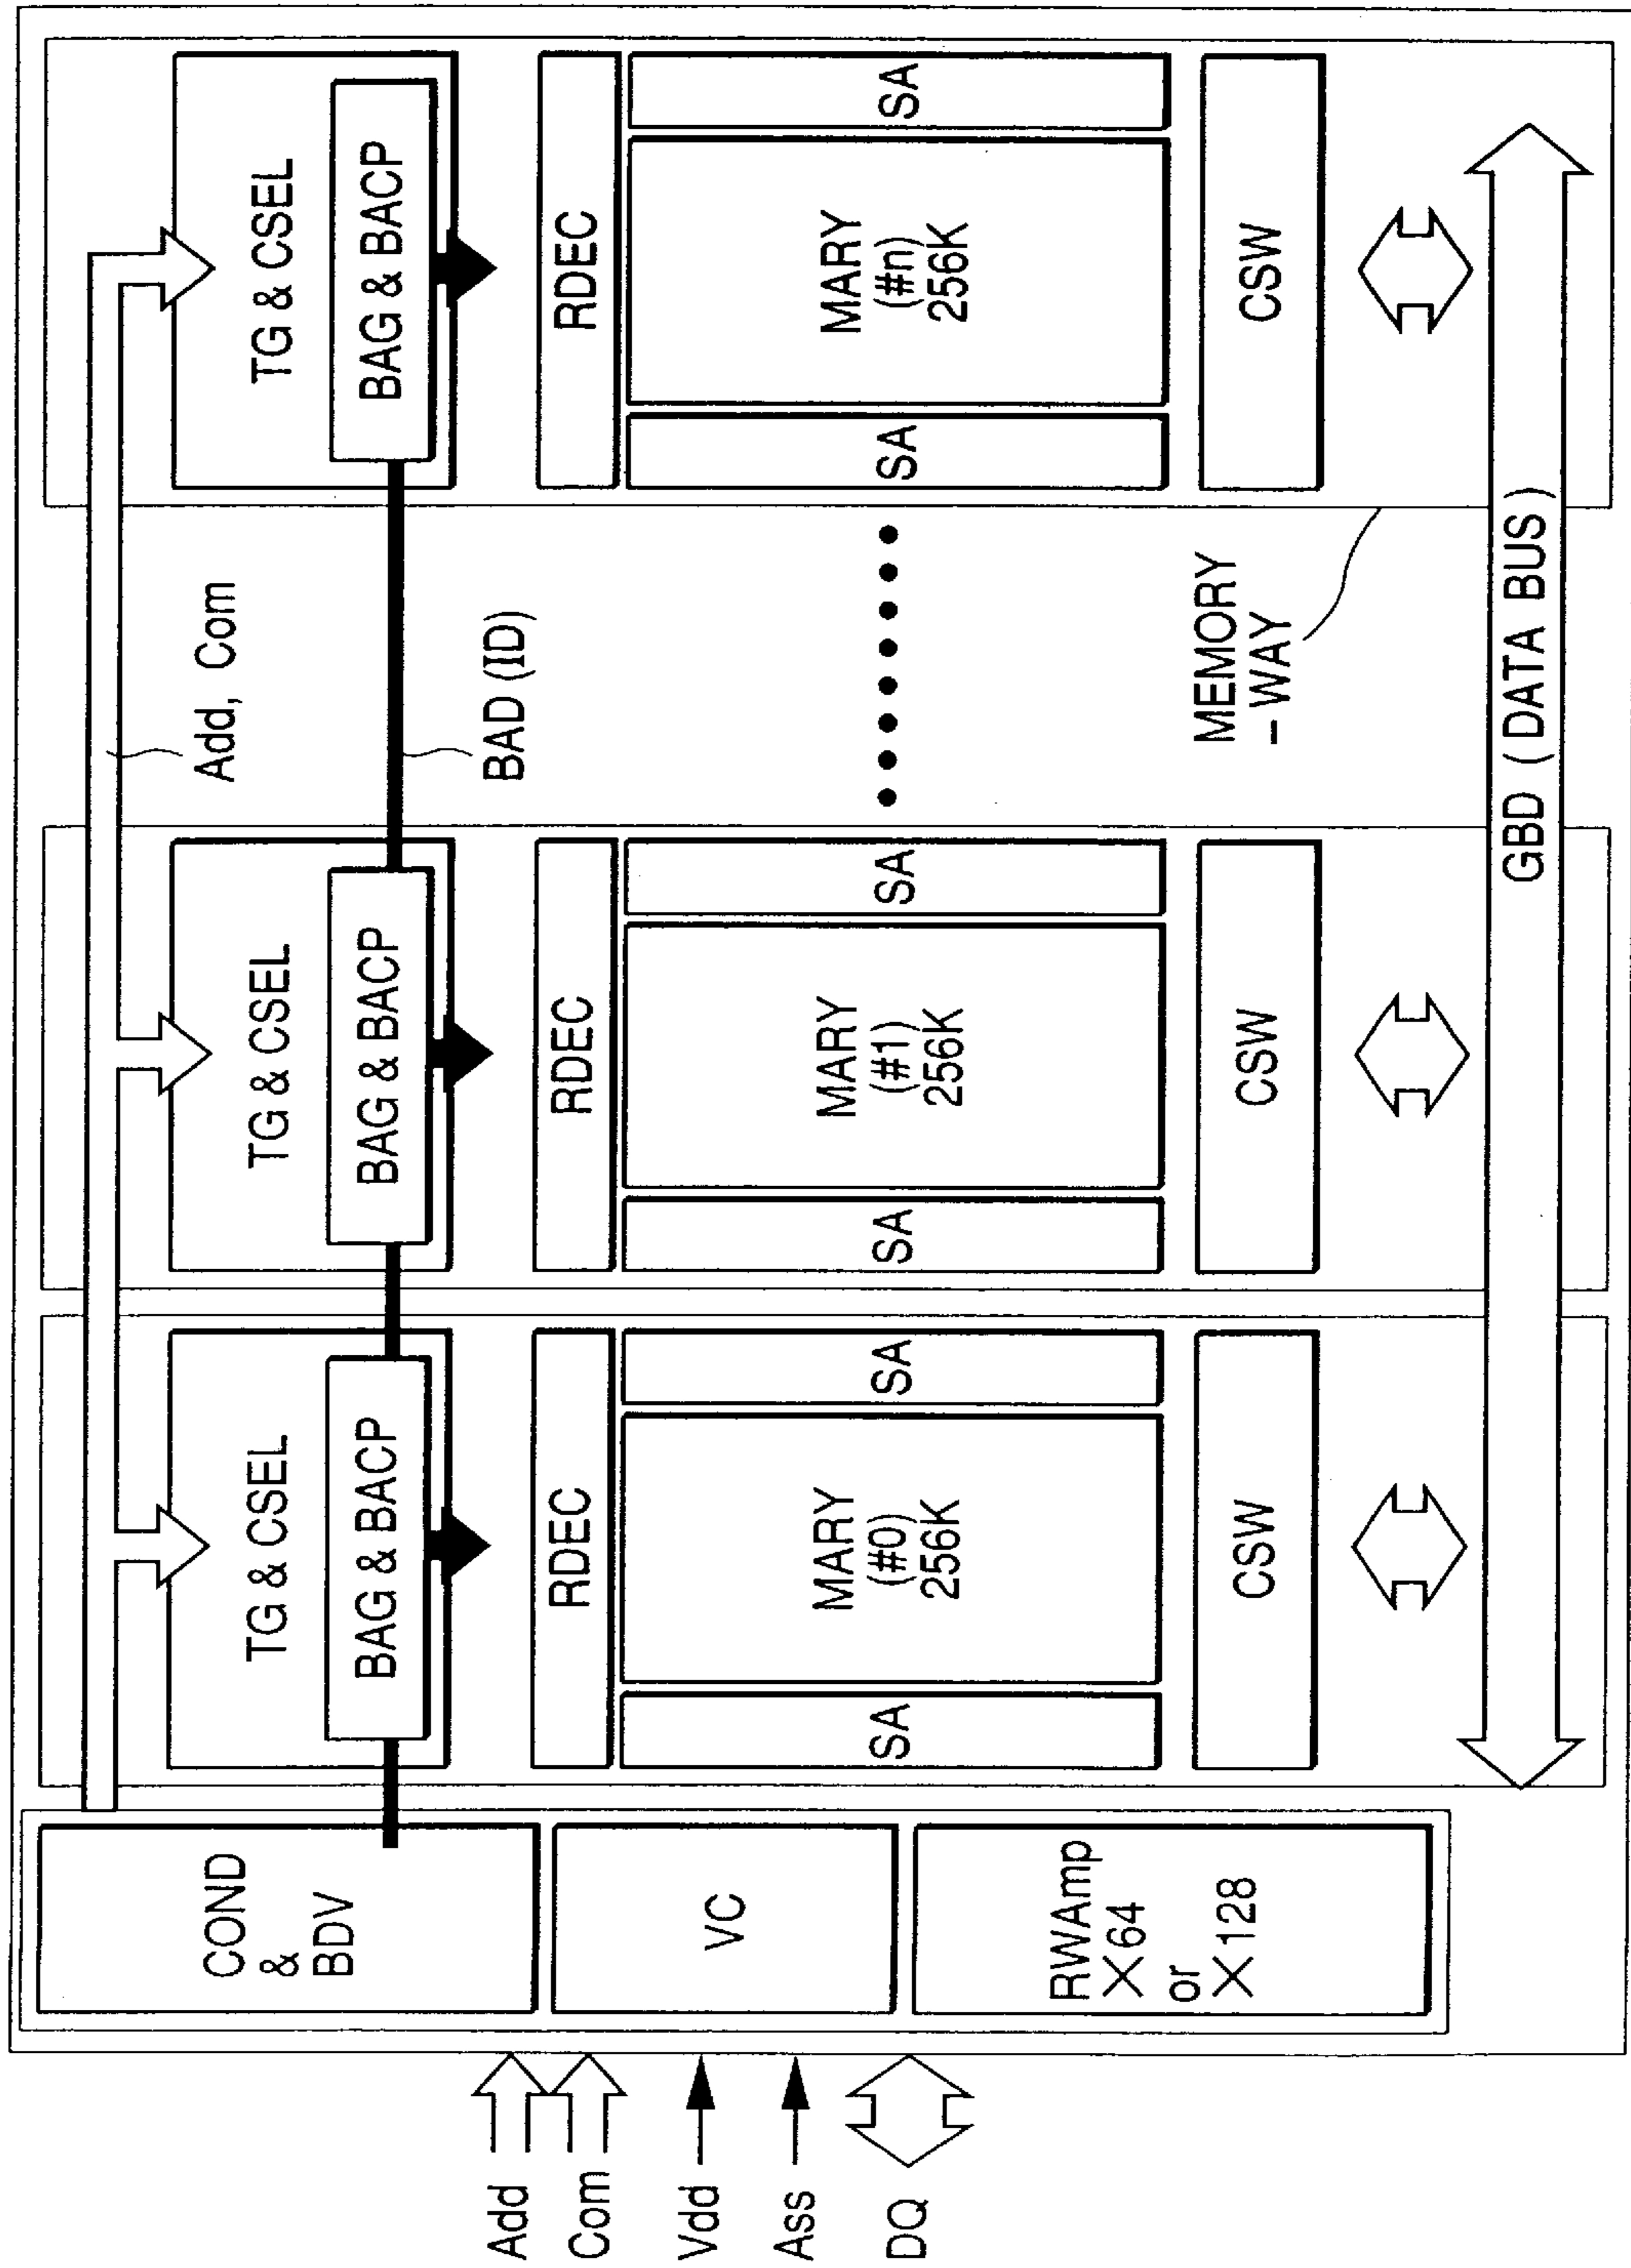 Add
Com
Vdd
Ass
DQ
COND
&
BDV
VC
RWAmp
×64
or
×128
TG & CSEL
BAG & BACP
RDEC
SA
MARY
(#0)
256K
SA
CSW
TG & CSEL
BAG & BACP
RDEC
SA
MARY
(#1)
256K
SA
CSW
Add, Com
BAD (ID)
MEMORY
-WAY
GBD (DATA BUS)
TG & CSEL
BAG & BACP
RDEC
SA
MARY
(#n)
256K
SA
CSW